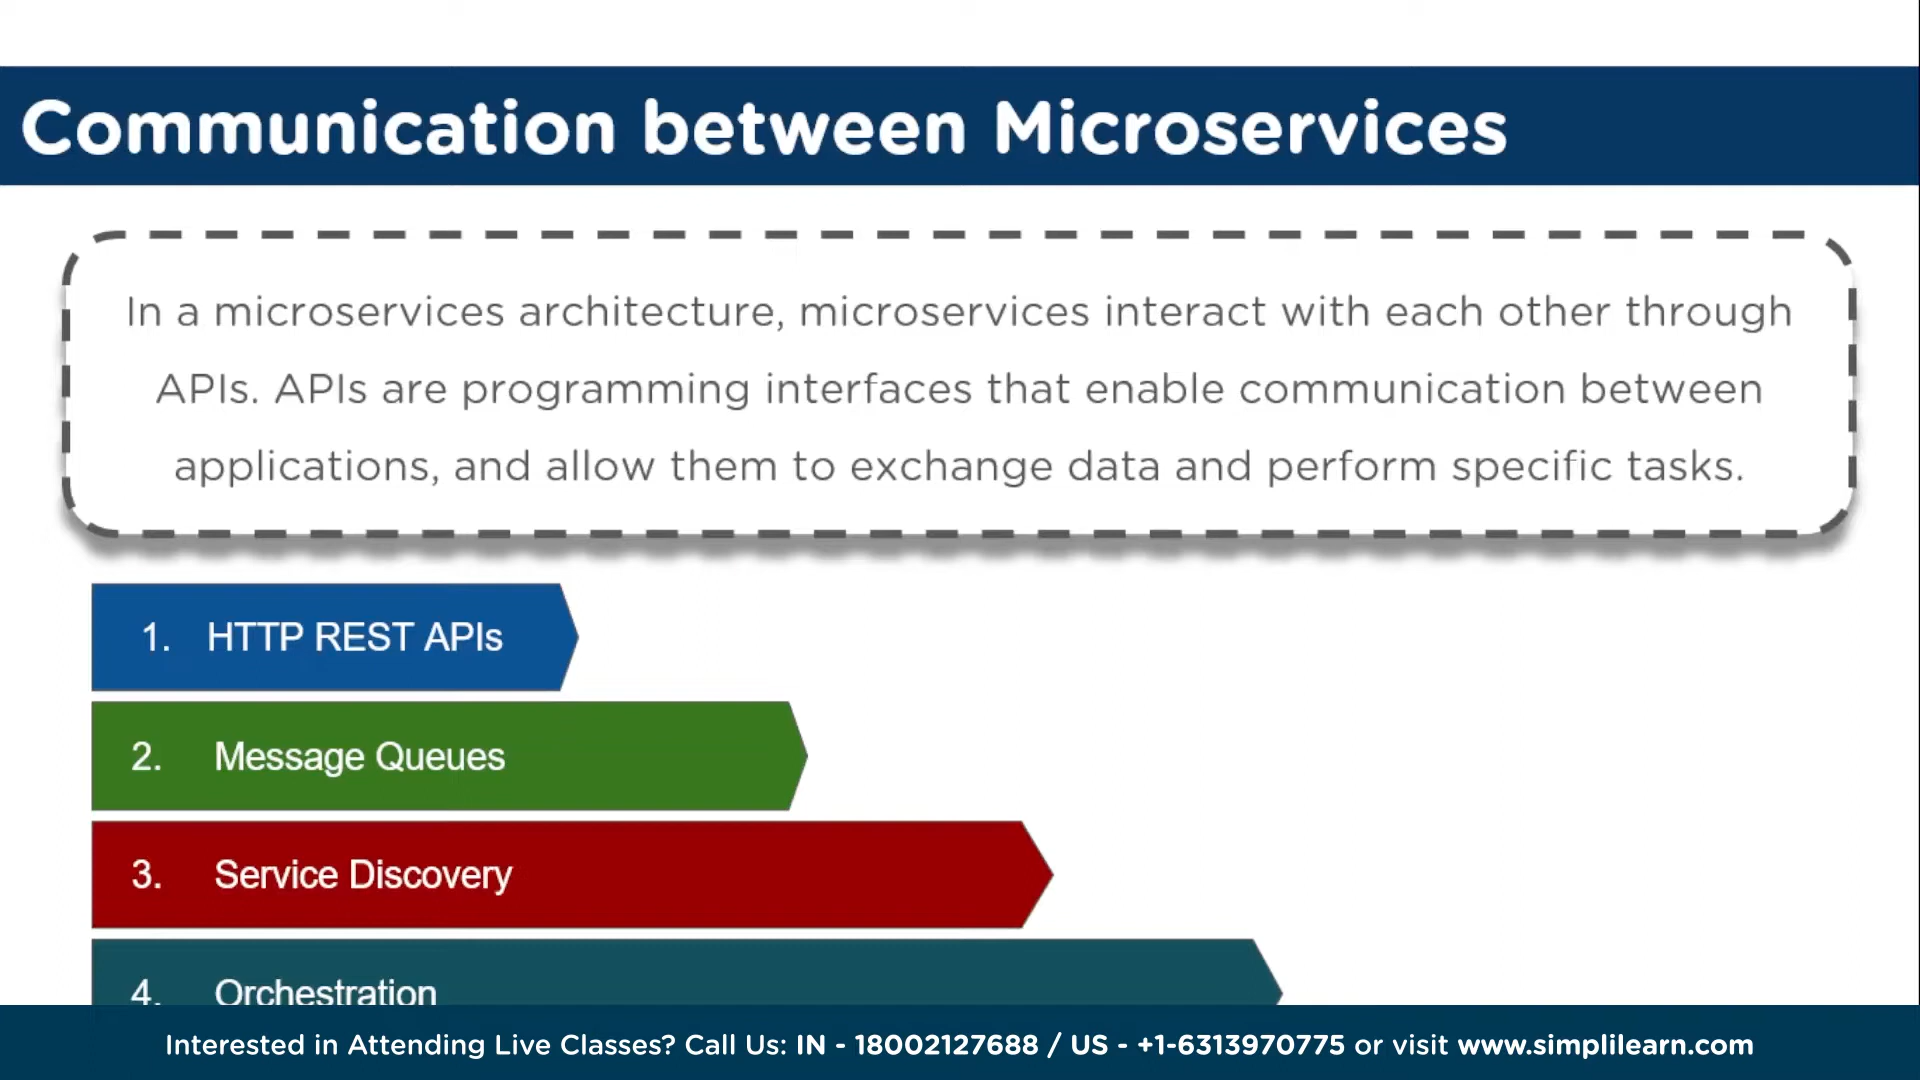 Communication between Microservices
In a microservices architecture, microservices interact with each other through
APIs. APIs are programming interfaces that enable communication between
applications, and allow them to exchange data and perform specific tasks.
1. HTTP REST APIs
2. Message Queues
3. Service Discovery
4. Orchestration
Interested in Attending Live Classes? Call Us: IN - 18002127688 / US - +1-6313970775 or visit www.simplilearn.com